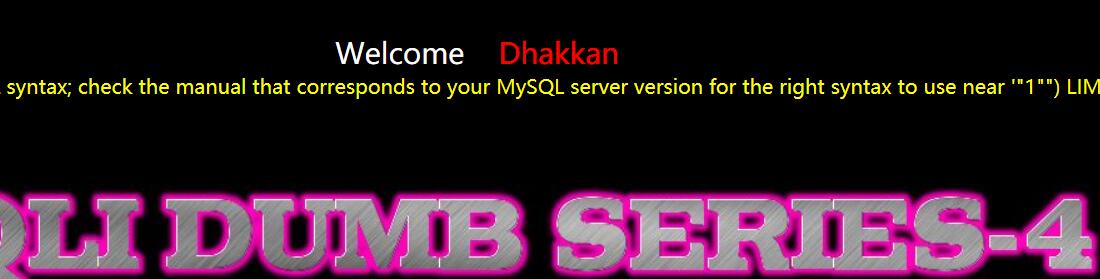 Welcome Dhakkan
syntax; check the manual that corresponds to your MySQL server version for the right syntax to use near '"1"") LIM
QLI DUMB SERIES-4